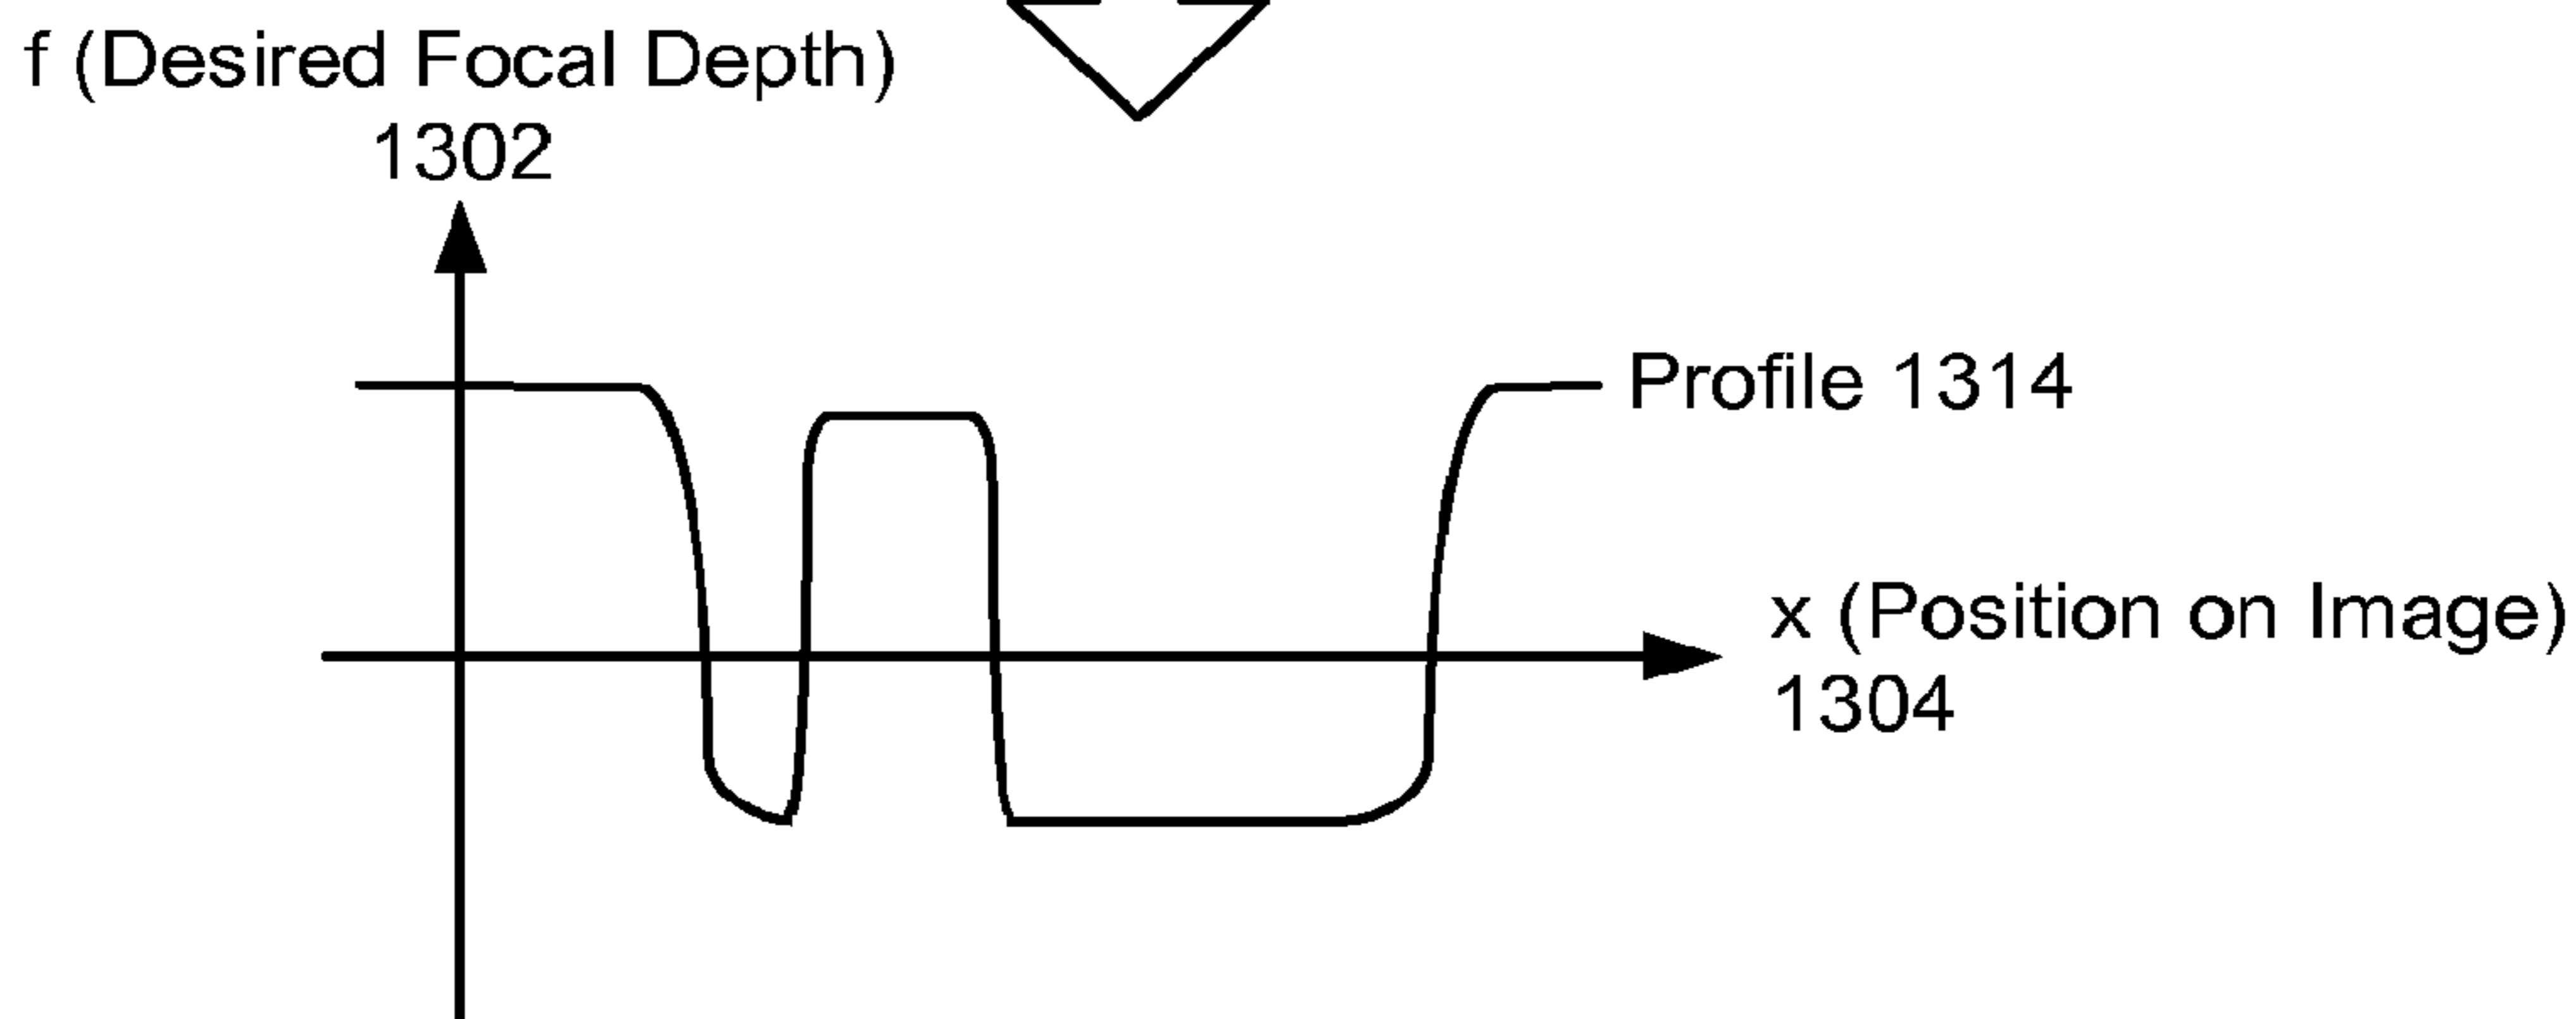 f (Desired Focal Depth)
1302
Profile 1314
x (Position on Image)
1304